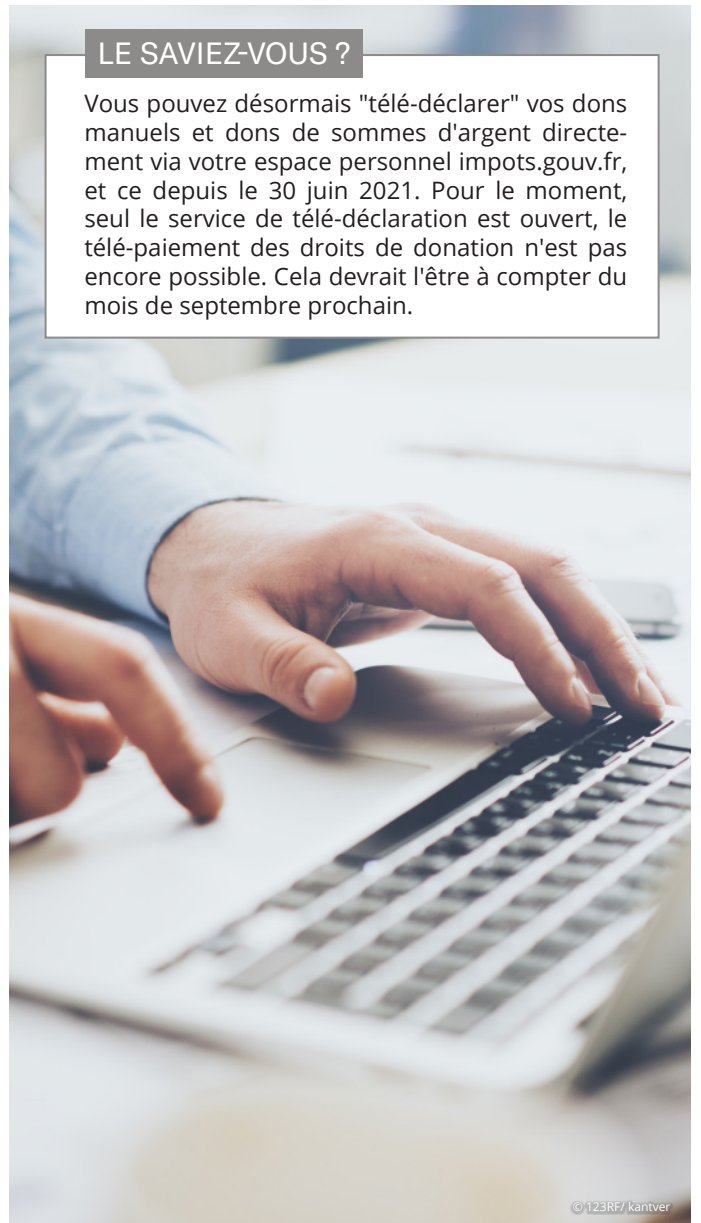 LE SAVIEZ-VOUS ?
Vous pouvez désormais "télé-déclarer" vos dons
manuels et dons de sommes d'argent directe-
ment via votre espace personnel impots.gouv.fr,
et ce depuis le 30 juin 2021. Pour le moment,
seul le service de télé-déclaration est ouvert, le
télé-paiement des droits de donation n'est pas
encore possible. Cela devrait l'être à compter du
mois de septembre prochain.
© 123RF/ kantver